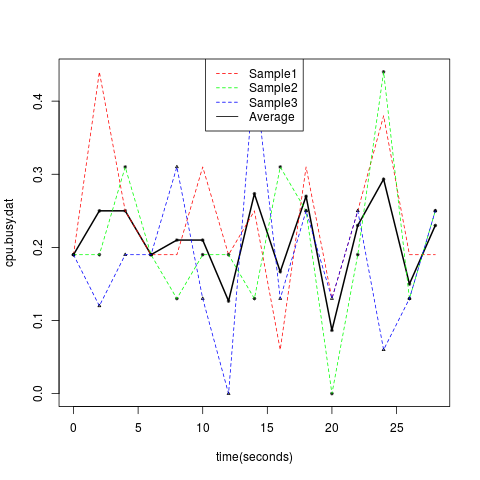 Sample1
Sample2
Sample3
Average
cpu.busy.dat
0.4
0.3
0.2
0.1
0.0
0 5 10 15 20 25
time(seconds)